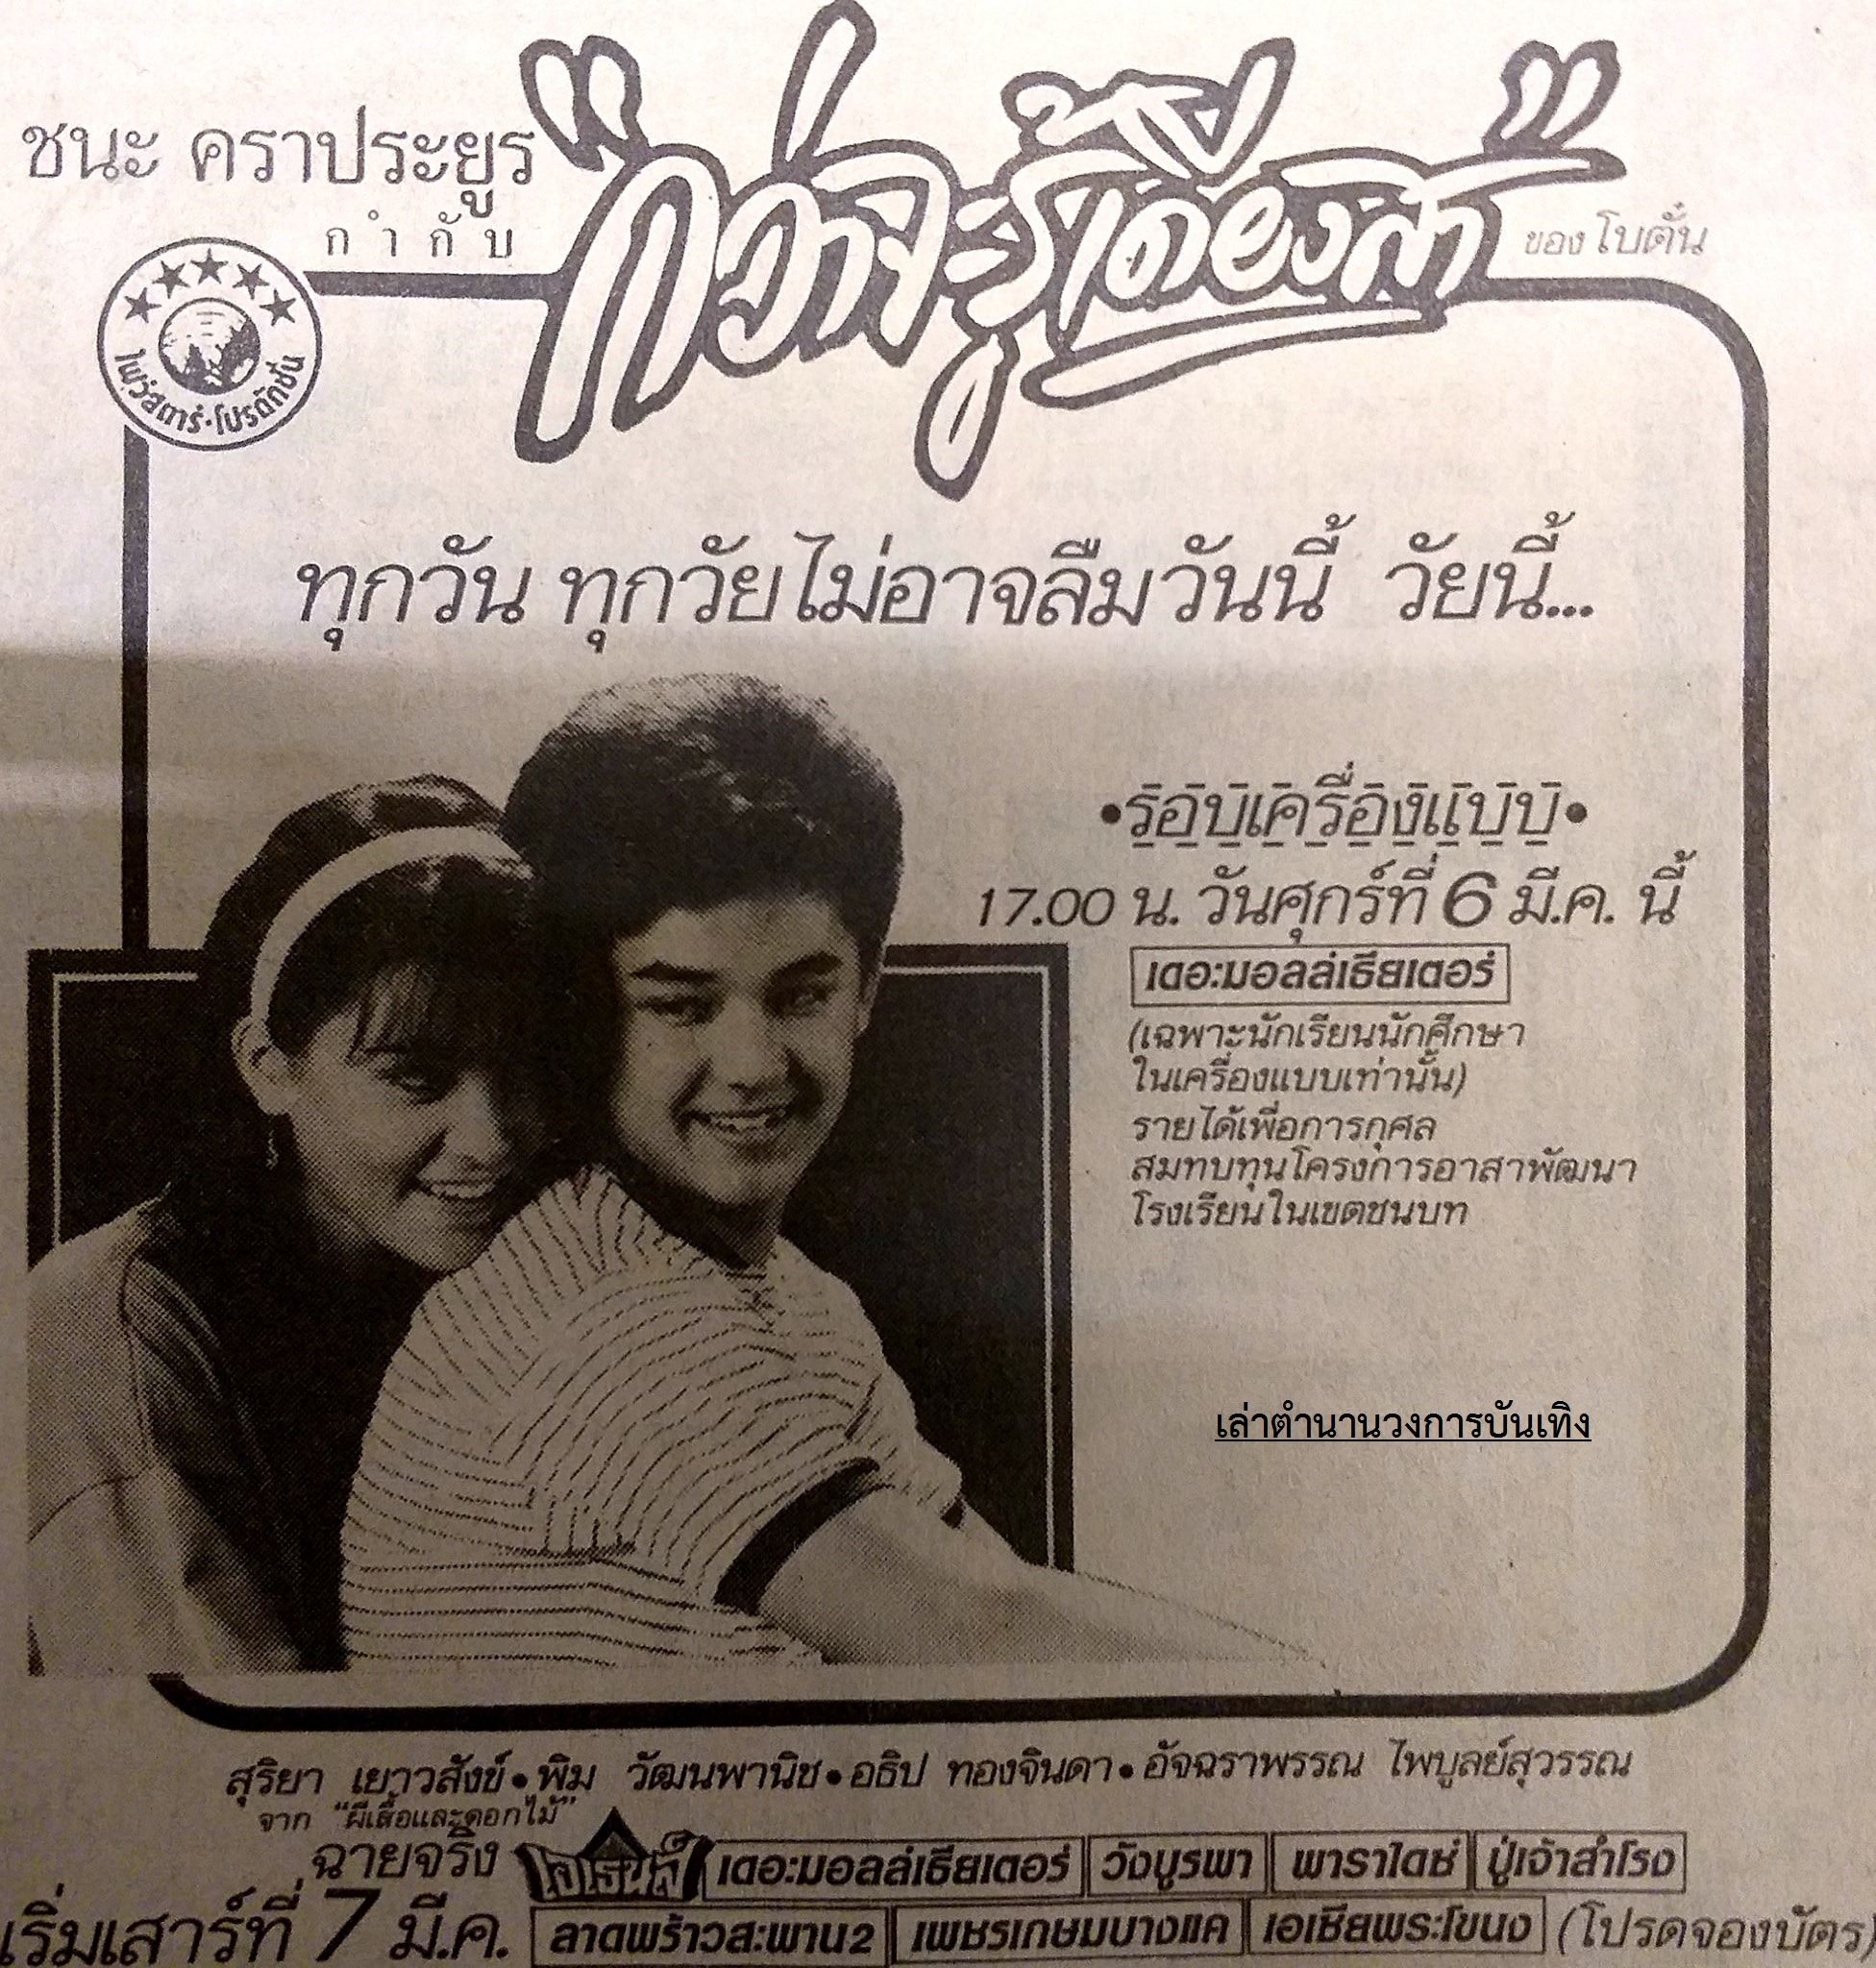 ชนะ คราประยูร
กำกับ
"กว่าจะรู้เดียงสา"
ของ โบตั๋น
ไฟว์สตาร์·โปรดักชั่น
ทุกวัน ทุกวัยไม่อาจลืมวันนี้ วัยนี้...
•รอบเครื่องแบบ•
17.00 น. วันศุกร์ที่ 6 มี.ค. นี้
เดอะมอลล์เธียเตอร์
(เฉพาะนักเรียนนักศึกษา
ในเครื่องแบบเท่านั้น)
รายได้เพื่อการกุศล
สมทบทุนโครงการอาสาพัฒนา
โรงเรียนในเขตชนบท
เล่าตำนานวงการบันเทิง
สุริยา เยาวสังข์•พิม วัฒนพานิช•อธิป ทองจินดา•อัจฉราพรรณ ไพบูลย์สุวรรณ
จาก "ผีเสื้อและดอกไม้"
ฉายจริง
เอเธนส์ เดอะมอลล์เธียเตอร์ วังบูรพา พาราไดซ์ ปู่เจ้าสำโรง
เริ่มเสาร์ที่ 7 มี.ค. ลาดพร้าวสะพาน2 เพชรเกษมบางแค เอเซียพระโขนง (โปรดจองบัตร)